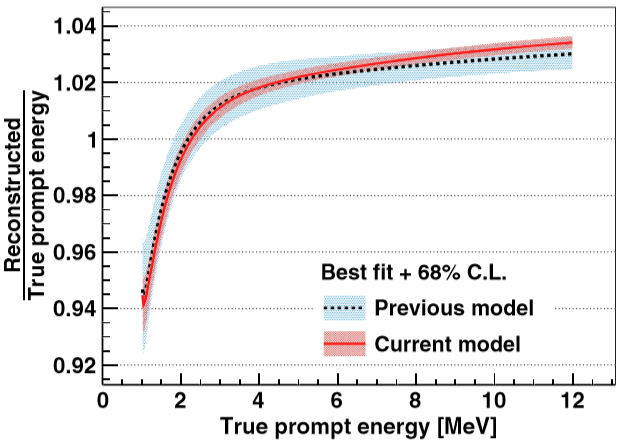 Reconstructed
True prompt energy
1.04
1.02
1
0.98
0.96
0.94
0.92
Best fit + 68% C.L.
Previous model
Current model
0 2 4 6 8 10 12
True prompt energy [MeV]